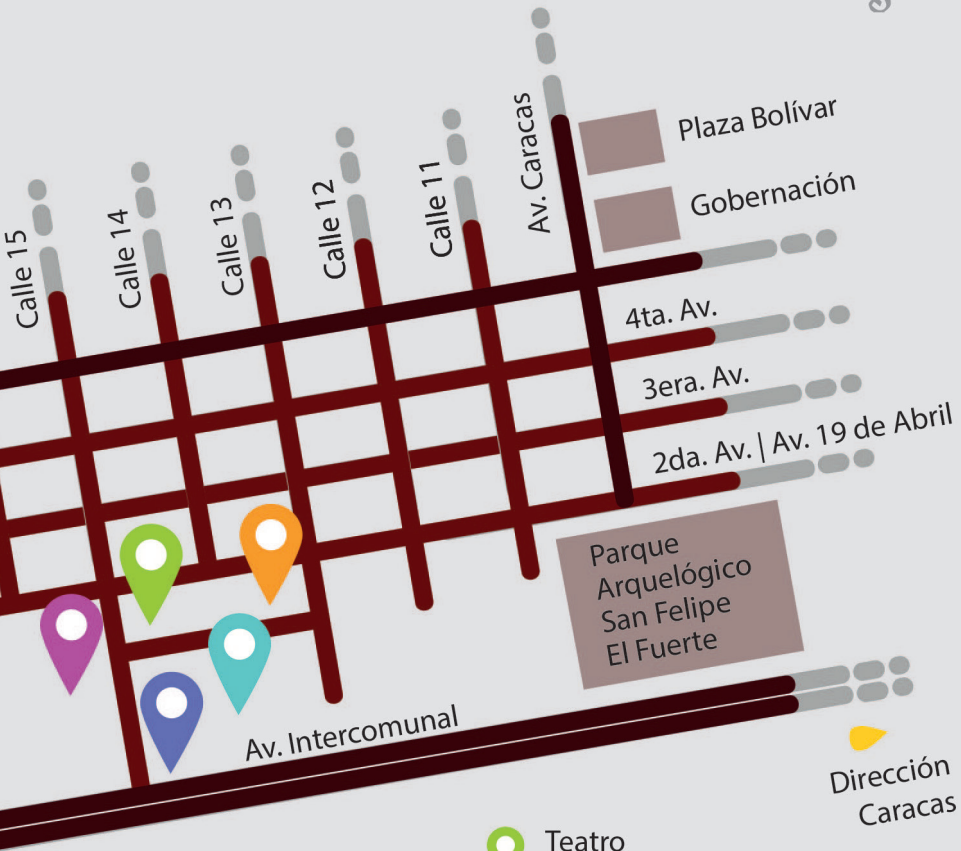 Calle 15
Calle 14
Calle 13
Calle 12
Calle 11
Av. Caracas
Plaza Bolívar
Gobernación
4ta. Av.
3era. Av.
2da. Av. | Av. 19 de Abril
Parque
Arquelógico
San Felipe
El Fuerte
Av. Intercomunal
Dirección
Caracas
Teatro